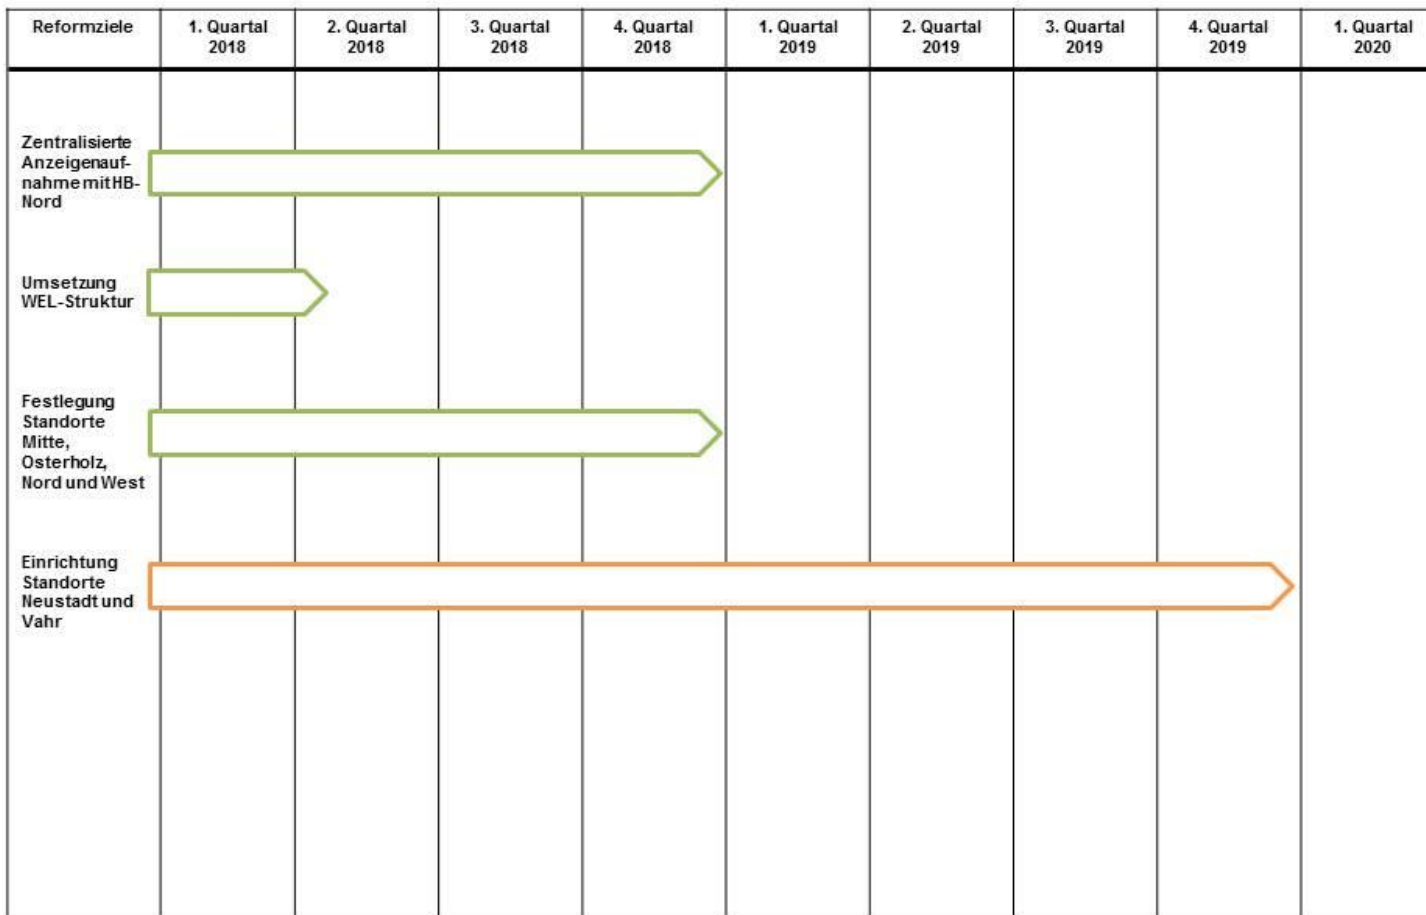 Reformziele
1. Quartal
2018
2. Quartal
2018
3. Quartal
2018
4. Quartal
2018
1. Quartal
2019
2. Quartal
2019
3. Quartal
2019
4. Quartal
2019
1. Quartal
2020
Zentralisierte
Anzeigenauf-
nahme mit HB-
Nord
Umsetzung
WEL-Struktur
Festlegung
Standorte
Mitte,
Osterholz,
Nord und West
Einrichtung
Standorte
Neustadt und
Vahr